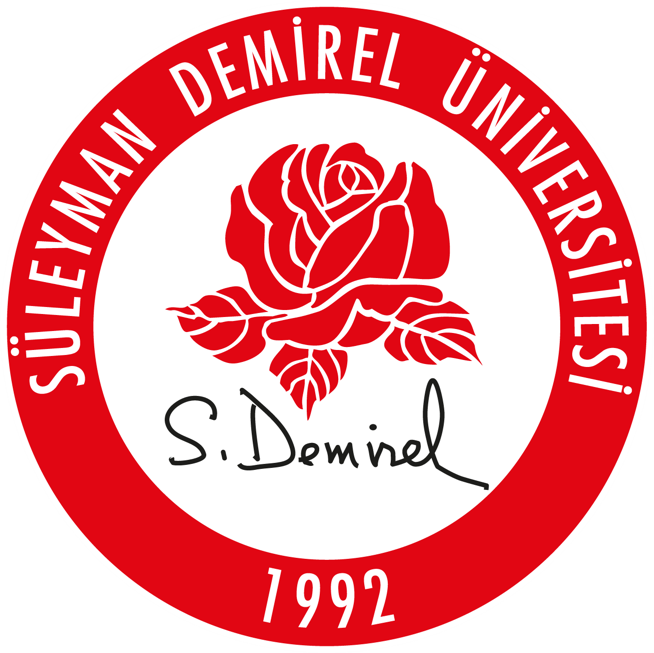 SÜLEYMAN DEMİREL ÜNİVERSİTESİ
S. Demirel
1992